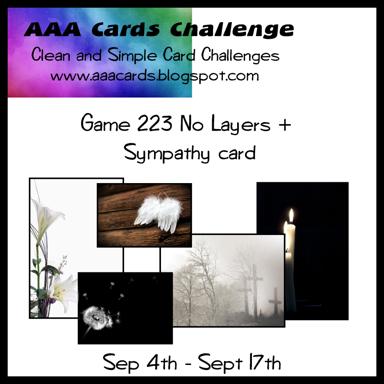 AAA Cards Challenge
Clean and Simple Card Challenges
www.aaacards.blogspot.com
Game 223 No Layers +
Sympathy card
Sep 4th - Sept 17th